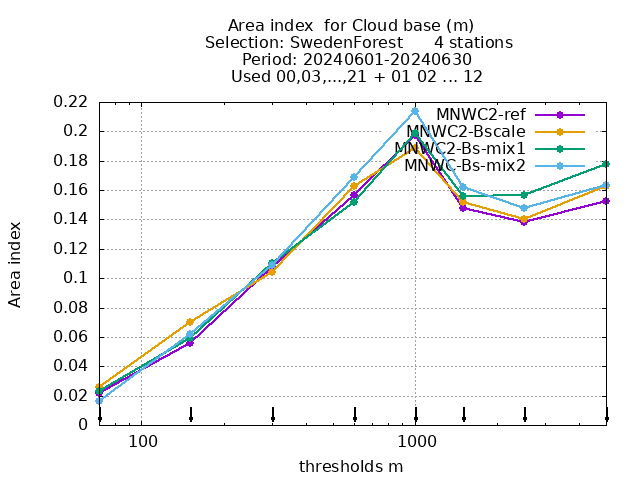 Area index  for Cloud base (m)
Selection: SwedenForest      4 stations
Period: 20240601-20240630
Used 00,03,...,21 + 01 02 ... 12
MNWC2-ref
MNWC2-Bscale
MNWC2-Bs-mix1
MNWC-Bs-mix2
Area index
0.22
0.2
0.18
0.16
0.14
0.12
0.1
0.08
0.06
0.04
0.02
0
100
1000
thresholds m